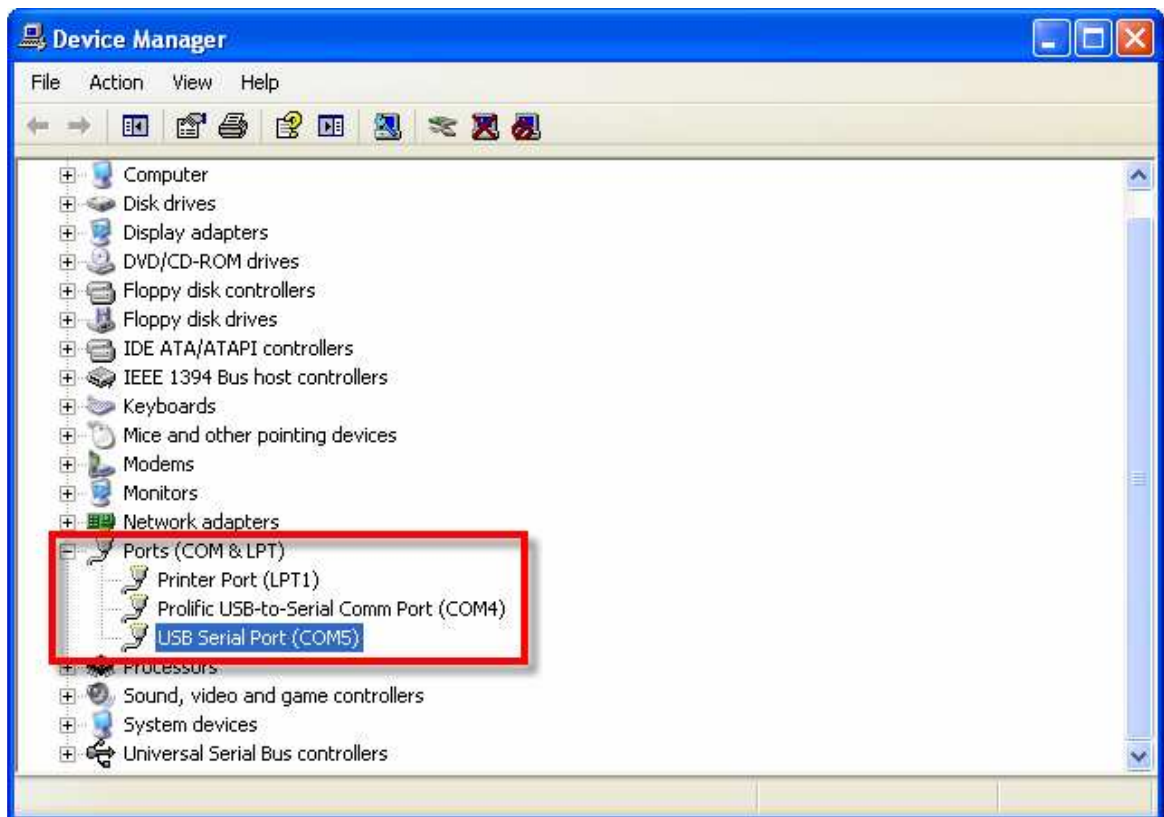 Device Manager
File Action View Help
Computer
Disk drives
Display adapters
DVD/CD-ROM drives
Floppy disk controllers
Floppy disk drives
IDE ATA/ATAPI controllers
IEEE 1394 Bus host controllers
Keyboards
Mice and other pointing devices
Modems
Monitors
Network adapters
Ports (COM & LPT)
Printer Port (LPT1)
Prolific USB-to-Serial Comm Port (COM4)
USB Serial Port (COM5)
Processors
Sound, video and game controllers
System devices
Universal Serial Bus controllers